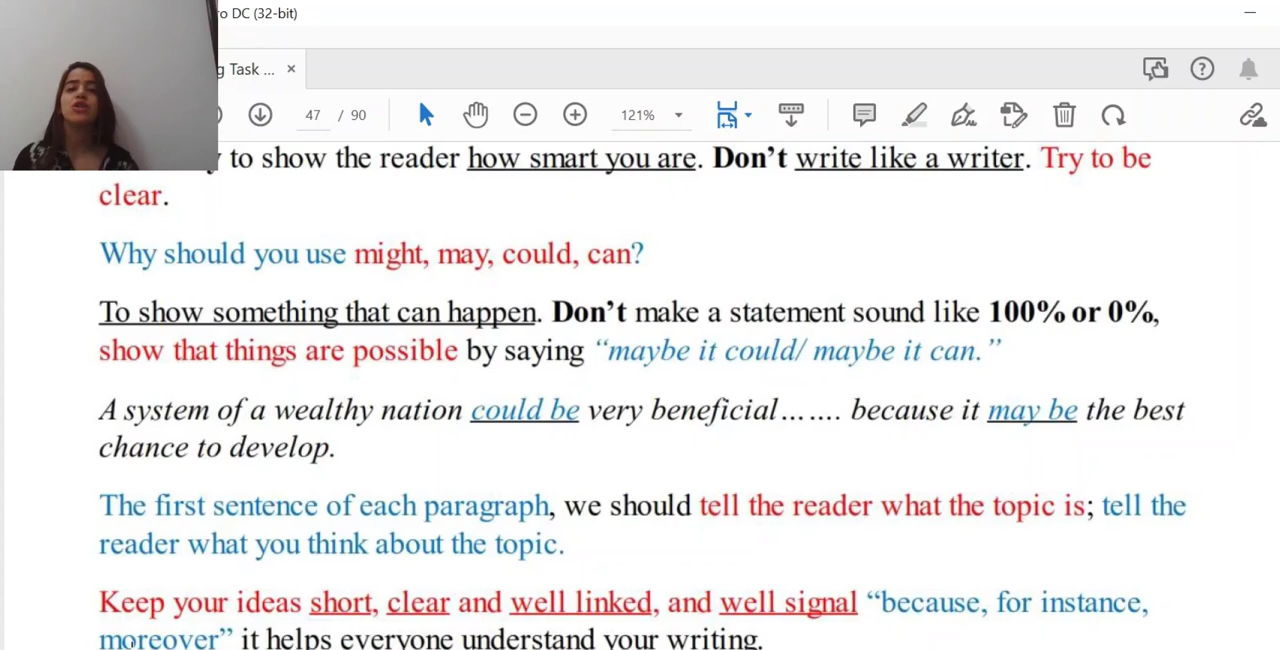 ro DC (32-bit)
g Task ...
47 / 90
121%
to show the reader how smart you are. Don't write like a writer. Try to be
clear.
Why should you use might, may, could, can?
To show something that can happen. Don't make a statement sound like 100% or 0%,
show that things are possible by saying “maybe it could/ maybe it can.”
A system of a wealthy nation could be very beneficial....... because it may be the best
chance to develop.
The first sentence of each paragraph, we should tell the reader what the topic is; tell the
reader what you think about the topic.
Keep your ideas short, clear and well linked, and well signal “because, for instance,
moreover” it helps everyone understand your writing.